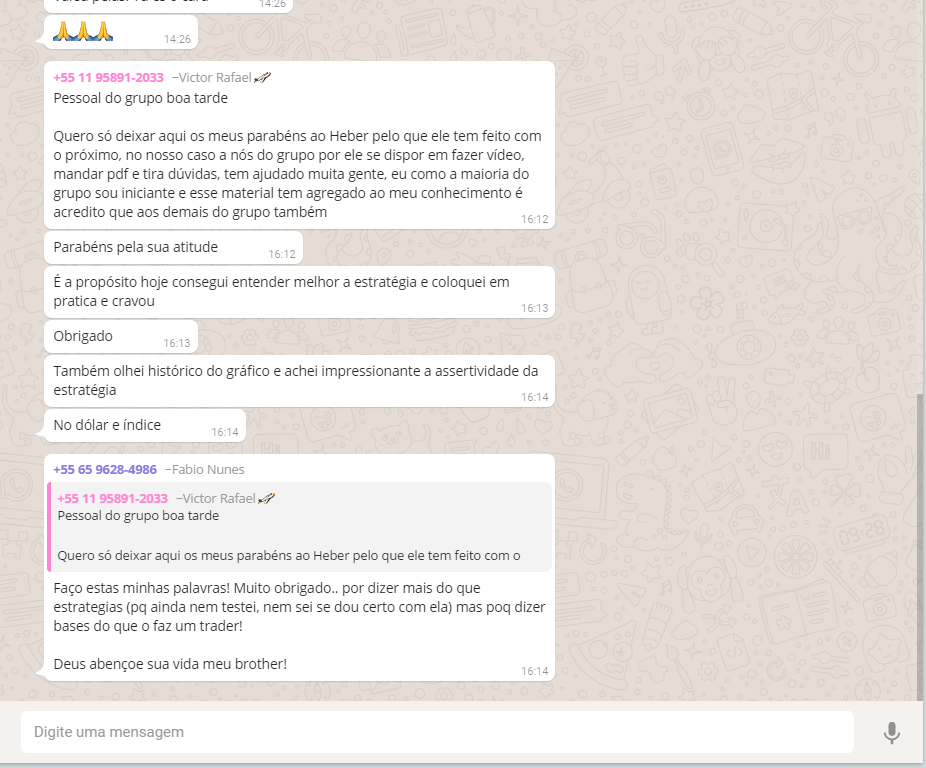 14:26
14:26
+55 11 95891-2033 ~Victor Rafael
Pessoal do grupo boa tarde
Quero só deixar aqui os meus parabéns ao Heber pelo que ele tem feito com
o próximo, no nosso caso a nós do grupo por ele se dispor em fazer vídeo,
mandar pdf e tira dúvidas, tem ajudado muita gente, eu como a maioria do
grupo sou iniciante e esse material tem agregado ao meu conhecimento é
acredito que aos demais do grupo também
16:12
Parabéns pela sua atitude
16:12
É a propósito hoje consegui entender melhor a estratégia e coloquei em
pratica e cravou
16:13
Obrigado
16:13
Também olhei histórico do gráfico e achei impressionante a assertividade da
estratégia
16:14
No dólar e índice
16:14
+55 65 9628-4986 ~Fabio Nunes
+55 11 95891-2033 ~Victor Rafael
Pessoal do grupo boa tarde
Quero só deixar aqui os meus parabéns ao Heber pelo que ele tem feito com o
Faço estas minhas palavras! Muito obrigado.. por dizer mais do que
estrategias (pq ainda nem testei, nem sei se dou certo com ela) mas poq dizer
bases do que o faz um trader!
Deus abençoe sua vida meu brother!
16:14
Digite uma mensagem